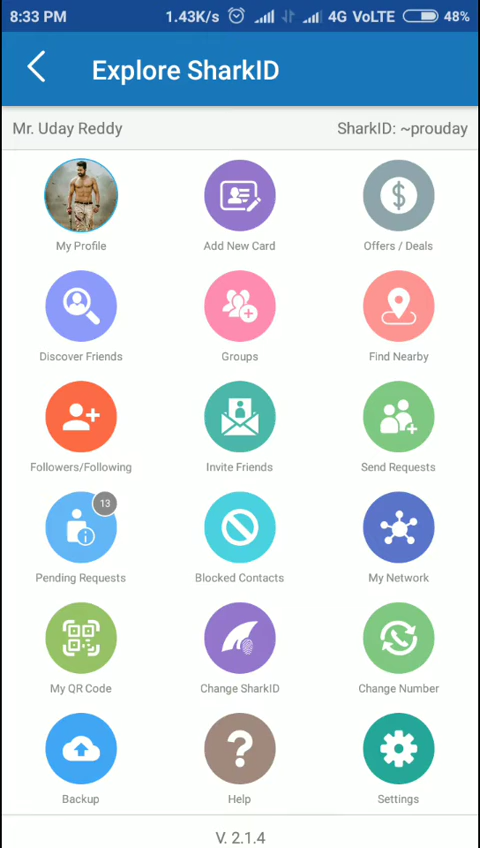 8:33 PM 1.43K/s 4G VoLTE 48%
Explore SharkID
Mr. Uday Reddy SharkID: ~prouday
My Profile Add New Card Offers / Deals
Discover Friends Groups Find Nearby
Followers/Following Invite Friends Send Requests
13
Pending Requests Blocked Contacts My Network
My QR Code Change SharkID Change Number
Backup Help Settings
V. 2.1.4